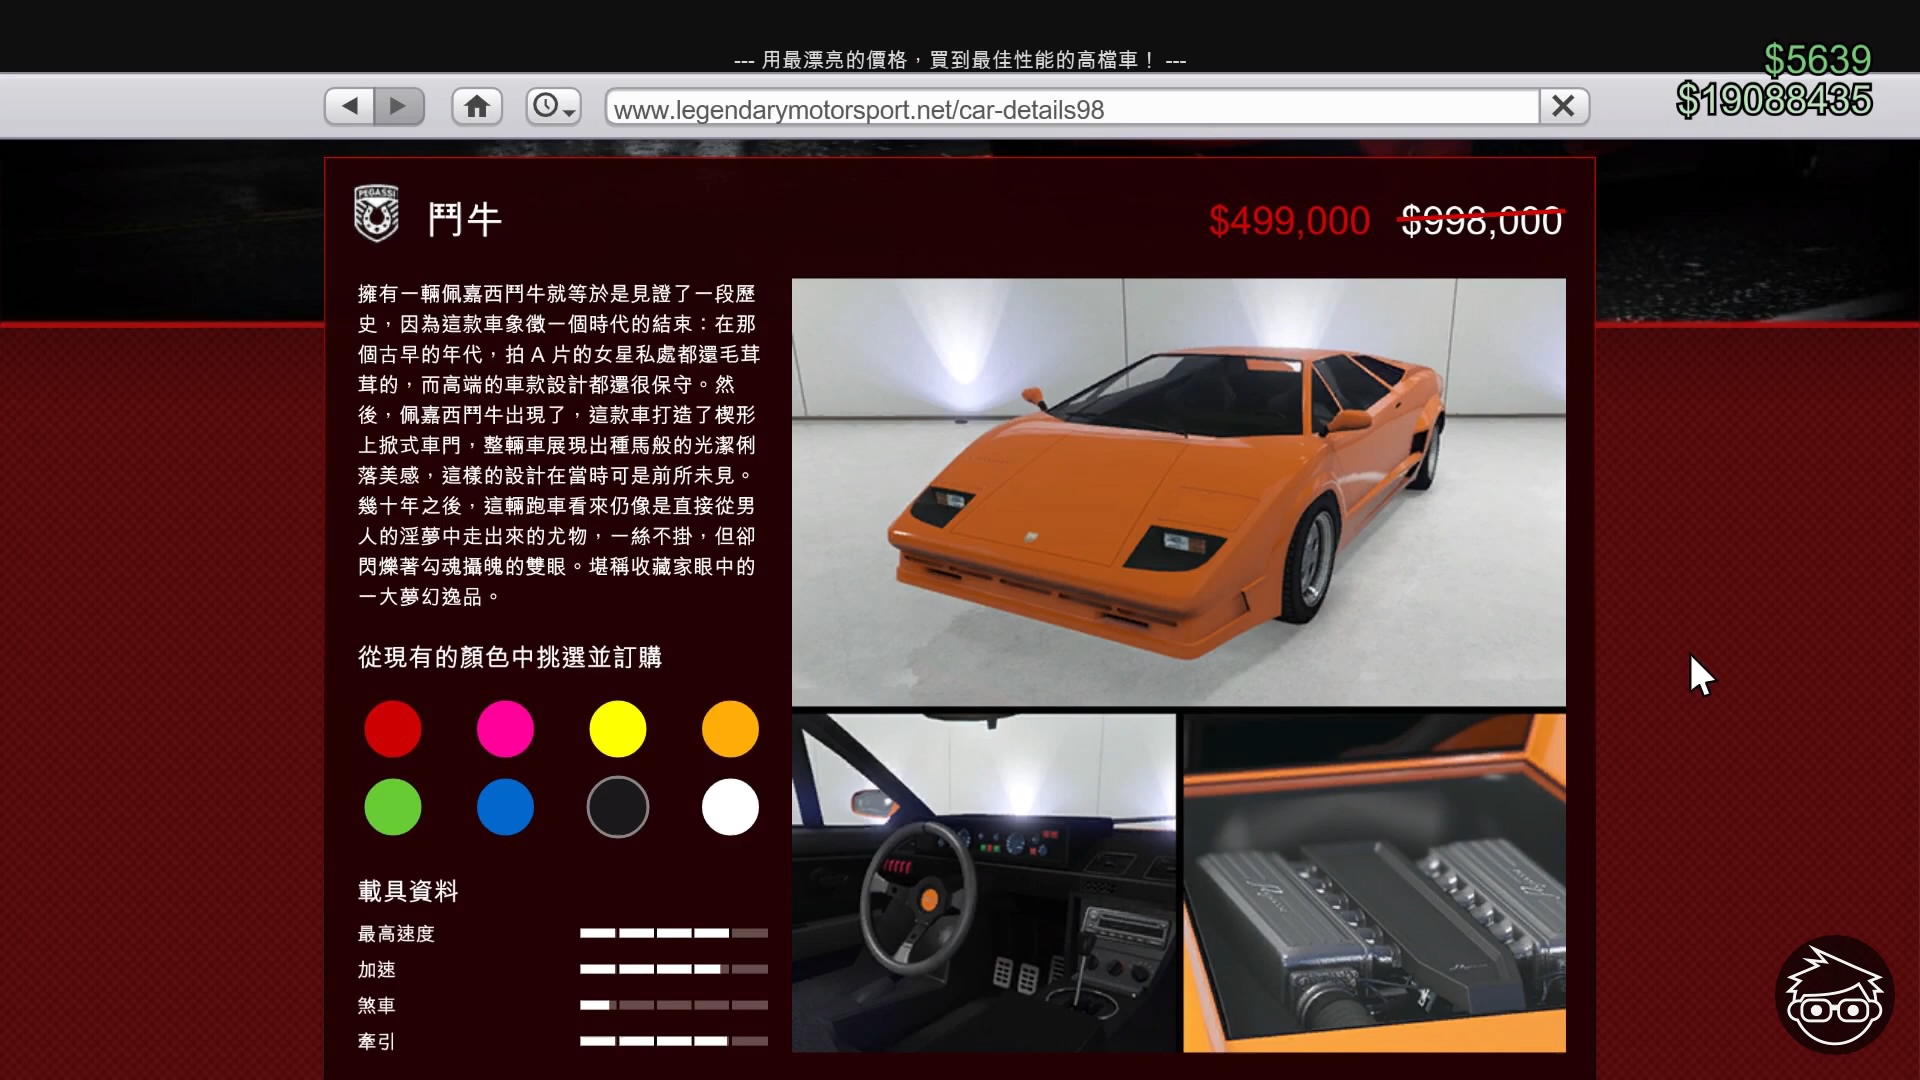 --- 用最漂亮的價格，買到最佳性能的高檔車！ ---
$5639
$19088435
www.legendarymotorsport.net/car-details98
PEGASSI
鬥牛
$499,000 $998,000
擁有一輛佩嘉西鬥牛就等於是見證了一段歷
史，因為這款車象徵一個時代的結束：在那
個古早的年代，拍 A 片的女星私處都還毛茸
茸的，而高端的車款設計都還很保守。然
後，佩嘉西鬥牛出現了，這款車打造了楔形
上掀式車門，整輛車展現出種馬般的光潔俐
落美感，這樣的設計在當時可是前所未見。
幾十年之後，這輛跑車看來仍像是直接從男
人的淫夢中走出來的尤物，一絲不掛，但卻
閃爍著勾魂攝魄的雙眼。堪稱收藏家眼中的
一大夢幻逸品。
從現有的顏色中挑選並訂購
載具資料
最高速度
加速
煞車
牽引